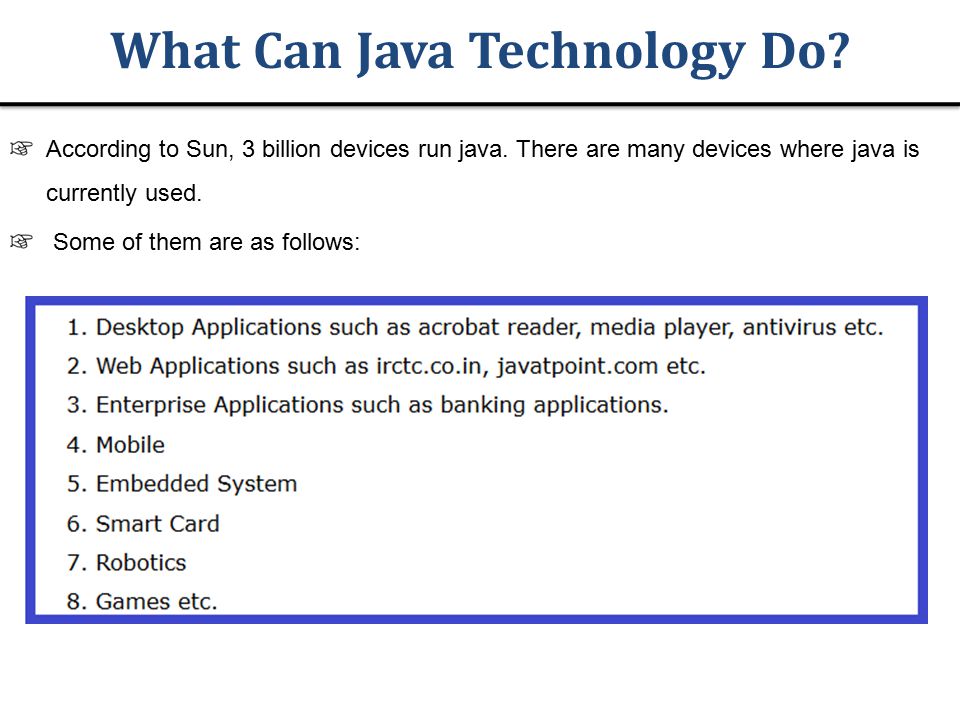 What Can Java Technology Do?
☞ According to Sun, 3 billion devices run java. There are many devices where java is
currently used.
☞ Some of them are as follows:
1. Desktop Applications such as acrobat reader, media player, antivirus etc.
2. Web Applications such as irctc.co.in, javatpoint.com etc.
3. Enterprise Applications such as banking applications.
4. Mobile
5. Embedded System
6. Smart Card
7. Robotics
8. Games etc.